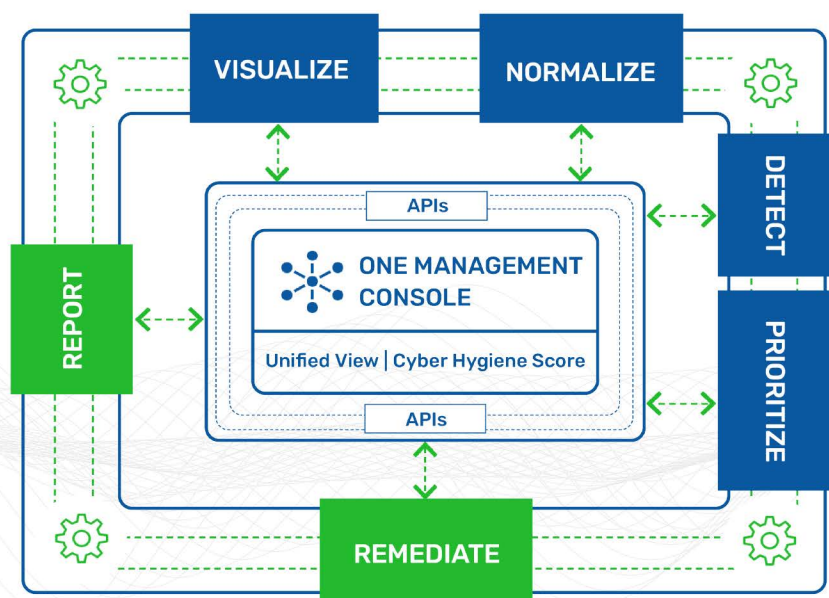 VISUALIZE
NORMALIZE
DETECT
PRIORITIZE
REMEDIATE
REPORT
APIs
ONE MANAGEMENT
CONSOLE
Unified View | Cyber Hygiene Score
APIs